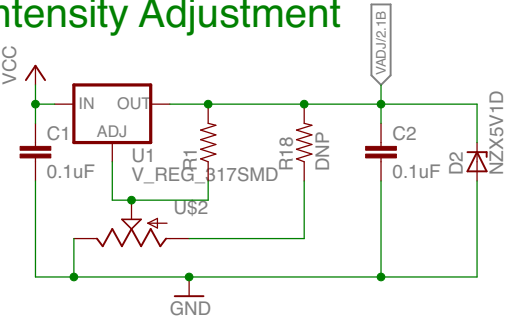 ntensity Adjustment
VCC
VADJ/2.1B
IN OUT
ADJ
C1
0.1uF
U1
V_REG_317SMD
R1
R18
DNP
C2
0.1uF
D2
NZX5V1D
U$2
GND